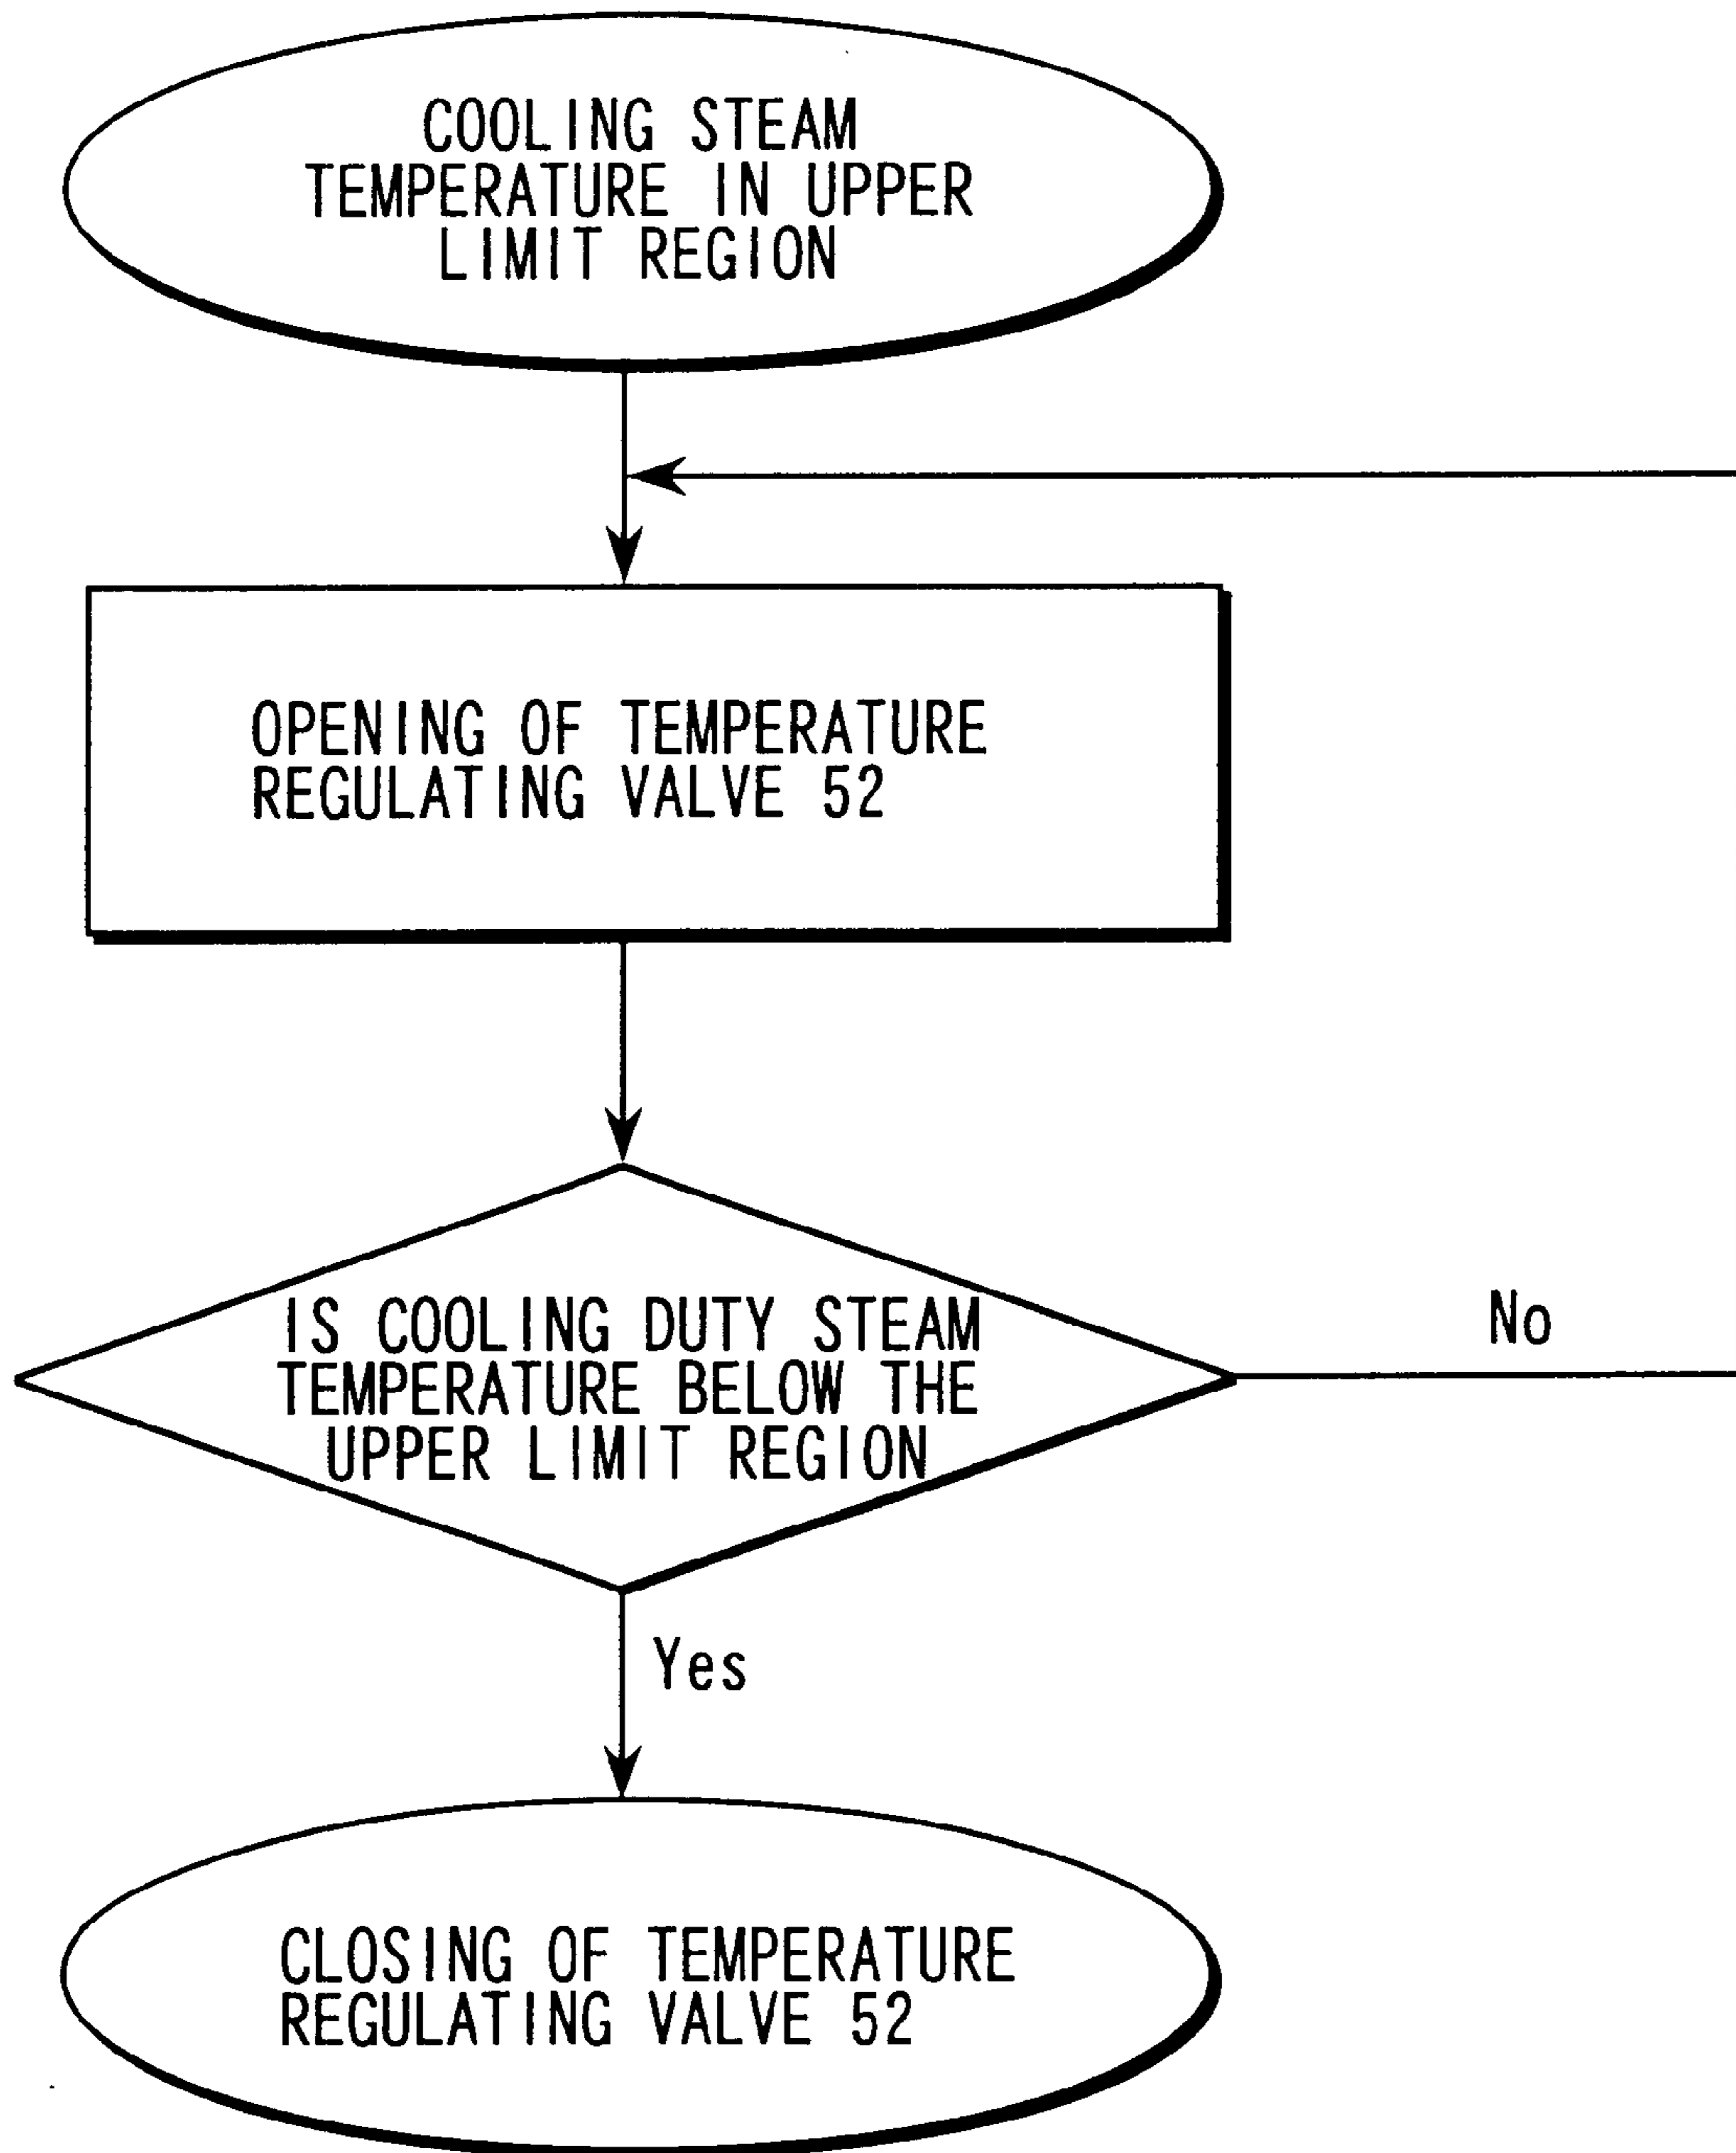 COOLING STEAM
TEMPERATURE IN UPPER
LIMIT REGION
OPENING OF TEMPERATURE
REGULATING VALVE 52
IS COOLING DUTY STEAM
TEMPERATURE BELOW THE
UPPER LIMIT REGION
No
Yes
CLOSING OF TEMPERATURE
REGULATING VALVE 52